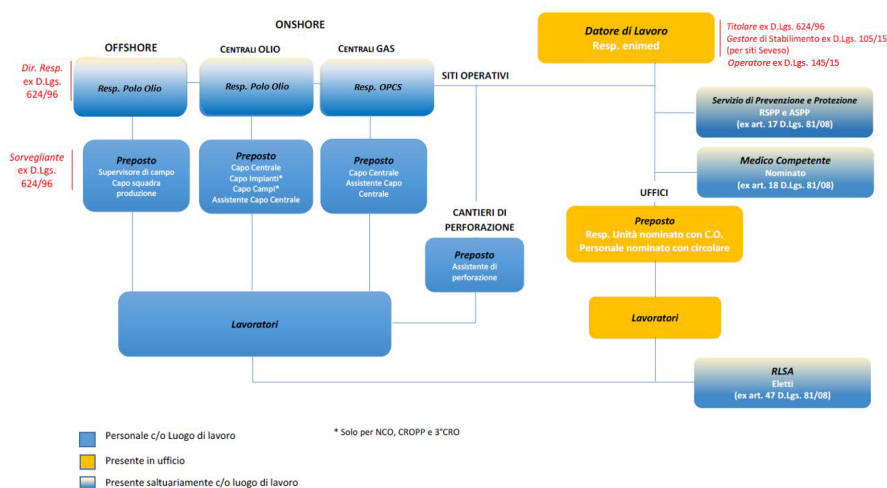 ONSHORE
OFFSHORE
CENTRALI OLIO
CENTRALI GAS
Dir. Resp.
ex D.Lgs.
624/96
Resp. Polo Olio
Resp. Polo Olio
Resp. OPCS
SITI OPERATIVI
Datore di Lavoro
Resp. enimed
Titolare ex D.Lgs. 624/96
Gestore di Stabilimento ex D.Lgs. 105/15
(per siti Seveso)
Operatore ex D.Lgs. 145/15
Servizio di Prevenzione e Protezione
RSPP e ASPP
(ex art. 17 D.Lgs. 81/08)
Medico Competente
Nominato
(ex art. 18 D.Lgs. 81/08)
Sorvegliante
ex D.Lgs.
624/96
Preposto
Supervisore di campo
Capo squadra
produzione
Preposto
Capo Centrale
Capo Impianti*
Capo Campi*
Assistente Capo Centrale
Preposto
Capo Centrale
Assistente Capo
Centrale
CANTIERI DI
PERFORAZIONE
Preposto
Assistente di
perforazione
UFFICI
Preposto
Resp. Unità nominato con C.O.
Personale nominato con circolare
Lavoratori
Lavoratori
RLSA
Eletti
(ex art. 47 D.Lgs. 81/08)
Personale c/o Luogo di lavoro
* Solo per NCO, CROPP e 3°CRO
Presente in ufficio
Presente saltuariamente c/o luogo di lavoro